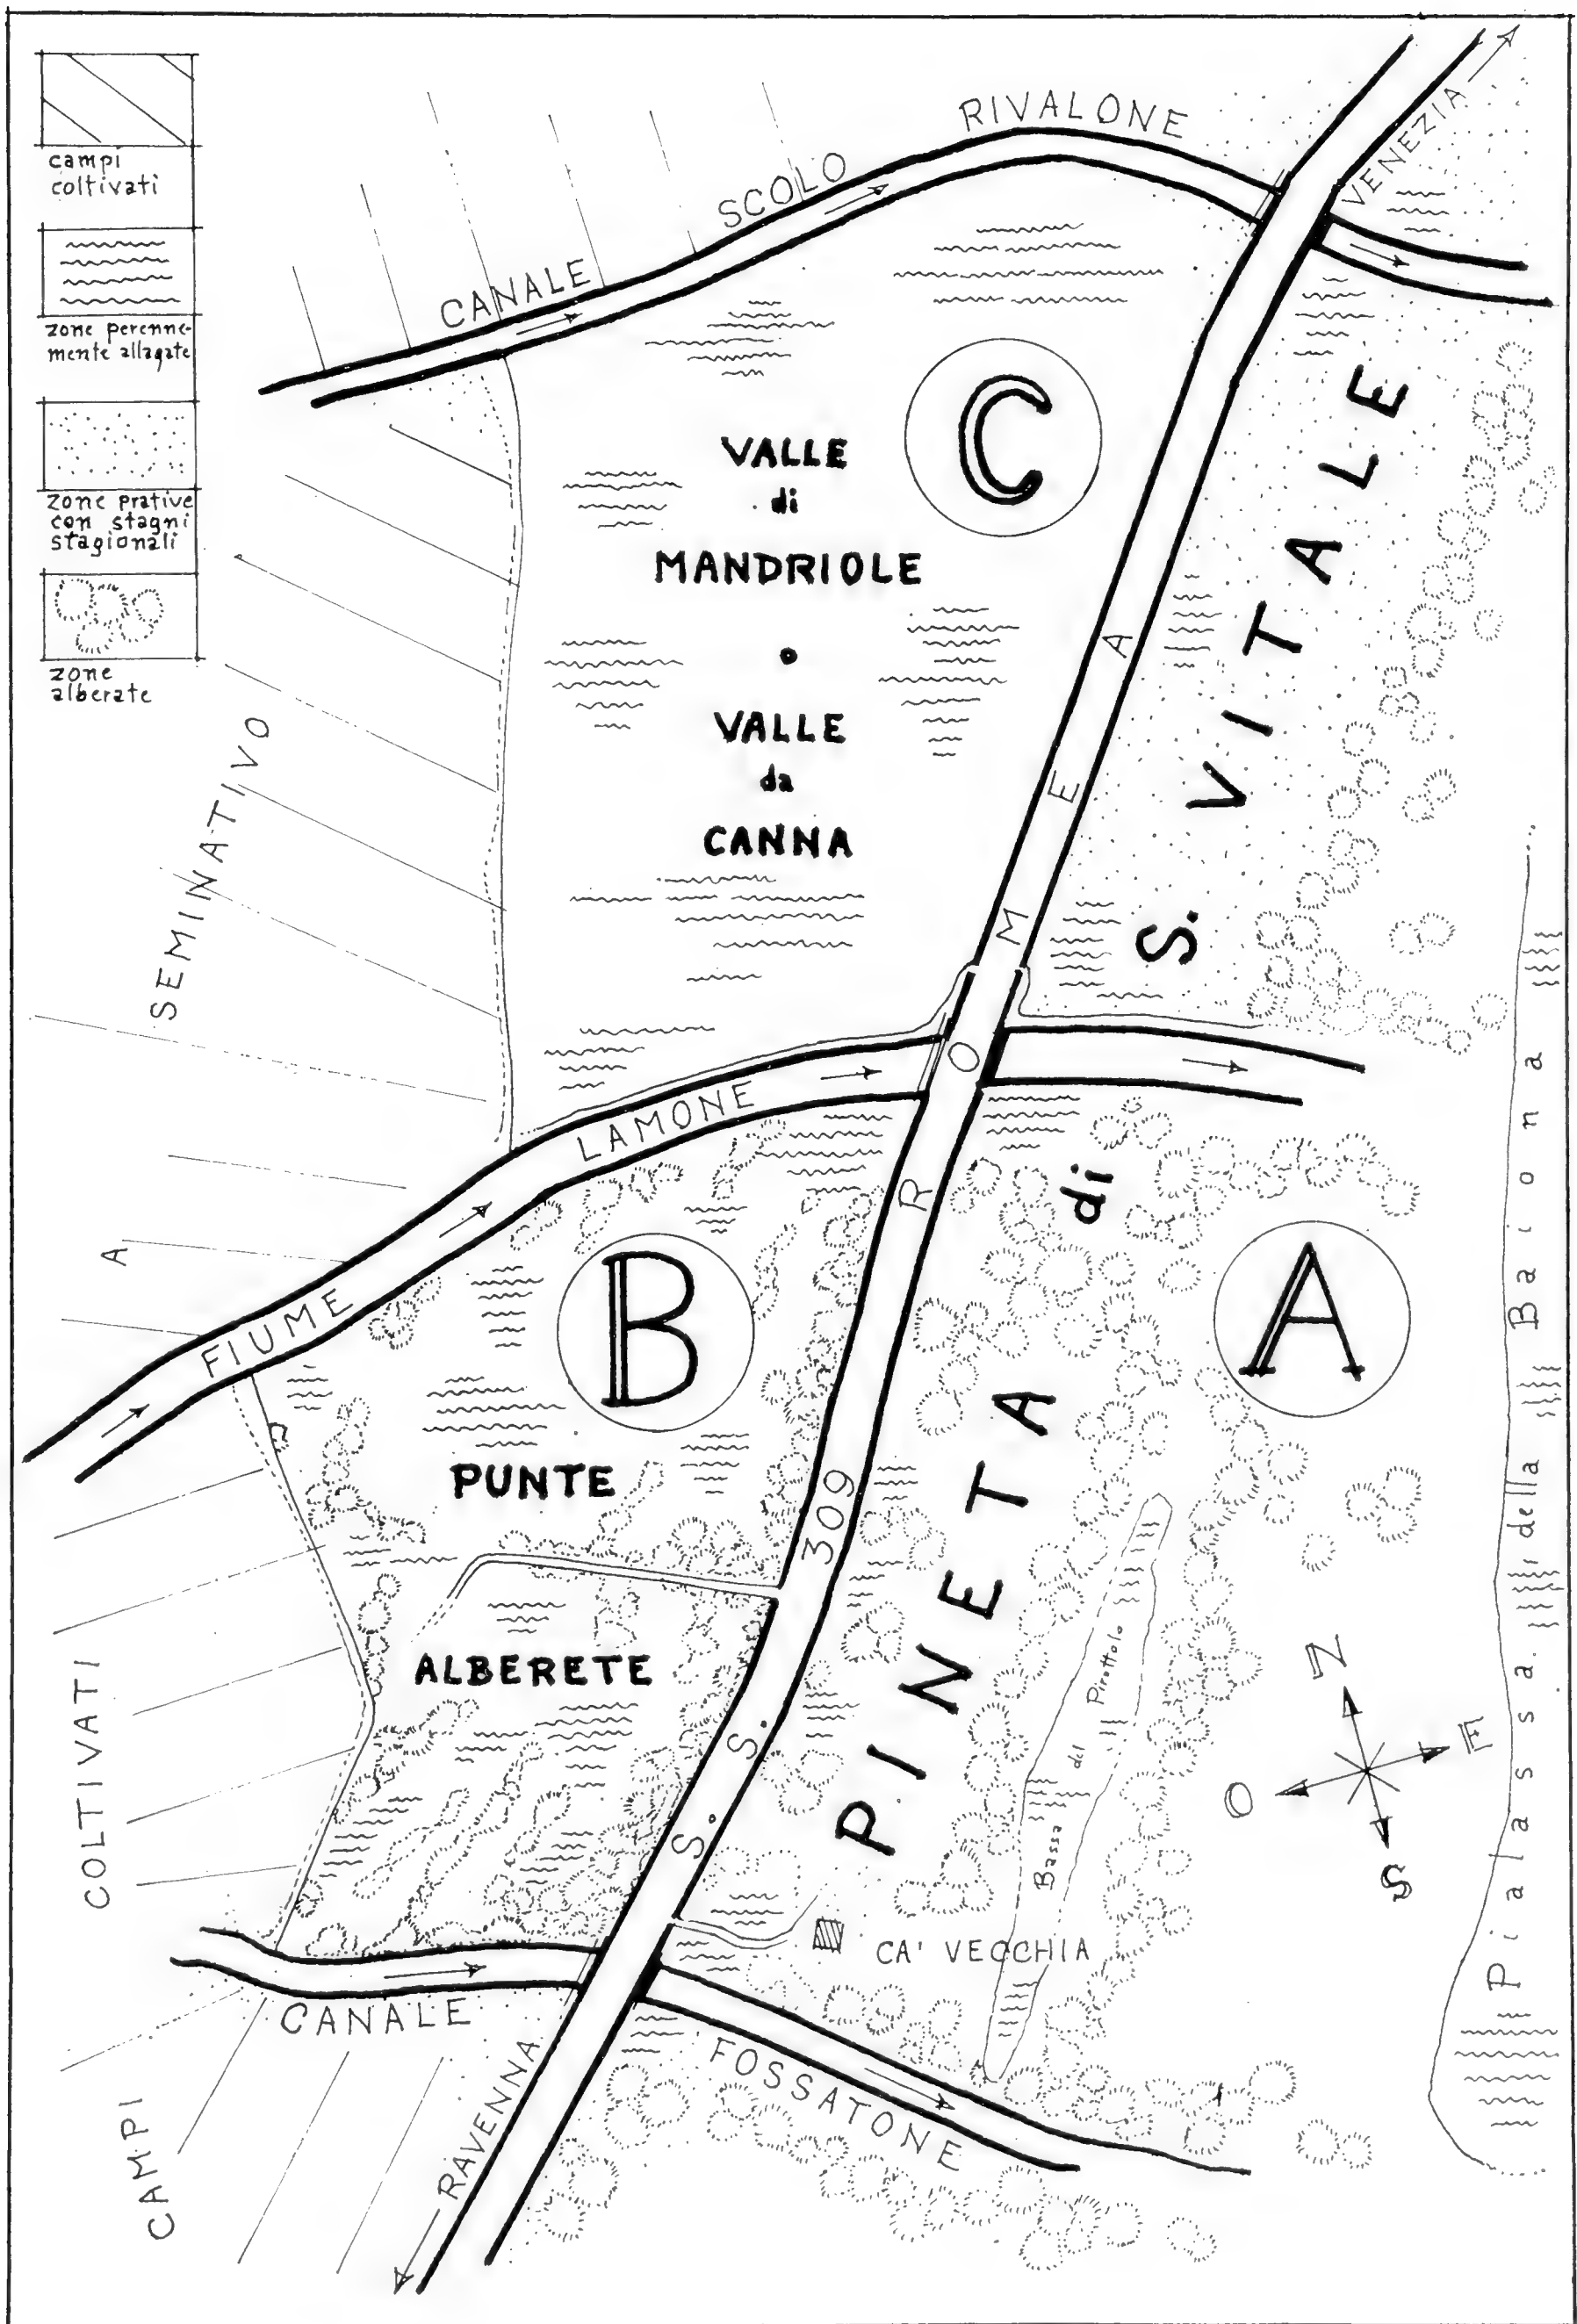 campi
coltivati
zone perenne-
mente allagate
zone prative
con stagni
stagionali
zone
alberate
CANALE SCOLO RIVALONE
VENEZIA
C
VALLE
di
MANDRIOLE
•
VALLE
da
CANNA
PINETA di S. VITALE
S.S. 309 ROMEA
FIUME LAMONE
B
PUNTE
ALBERETE
A
CAMPI COLTIVATI A SEMINATIVO
Bassa del Pirottolo
Pialassa della Baiona
N
E
O
S
CA' VECCHIA
CANALE FOSSATONE
RAVENNA